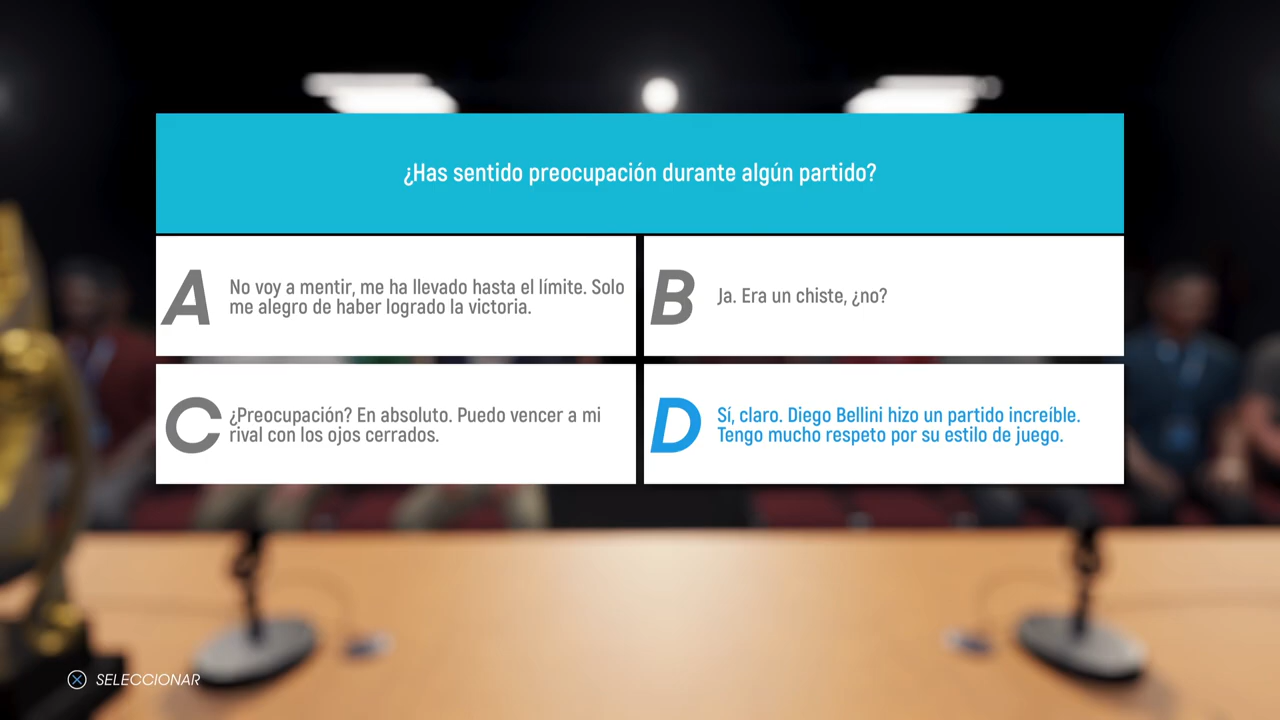 ¿Has sentido preocupación durante algún partido?
A
No voy a mentir, me ha llevado hasta el límite. Solo
me alegro de haber logrado la victoria.
B
Ja. Era un chiste, ¿no?
C
¿Preocupación? En absoluto. Puedo vencer a mi
rival con los ojos cerrados.
D
Sí, claro. Diego Bellini hizo un partido increíble.
Tengo mucho respeto por su estilo de juego.
SELECCIONAR